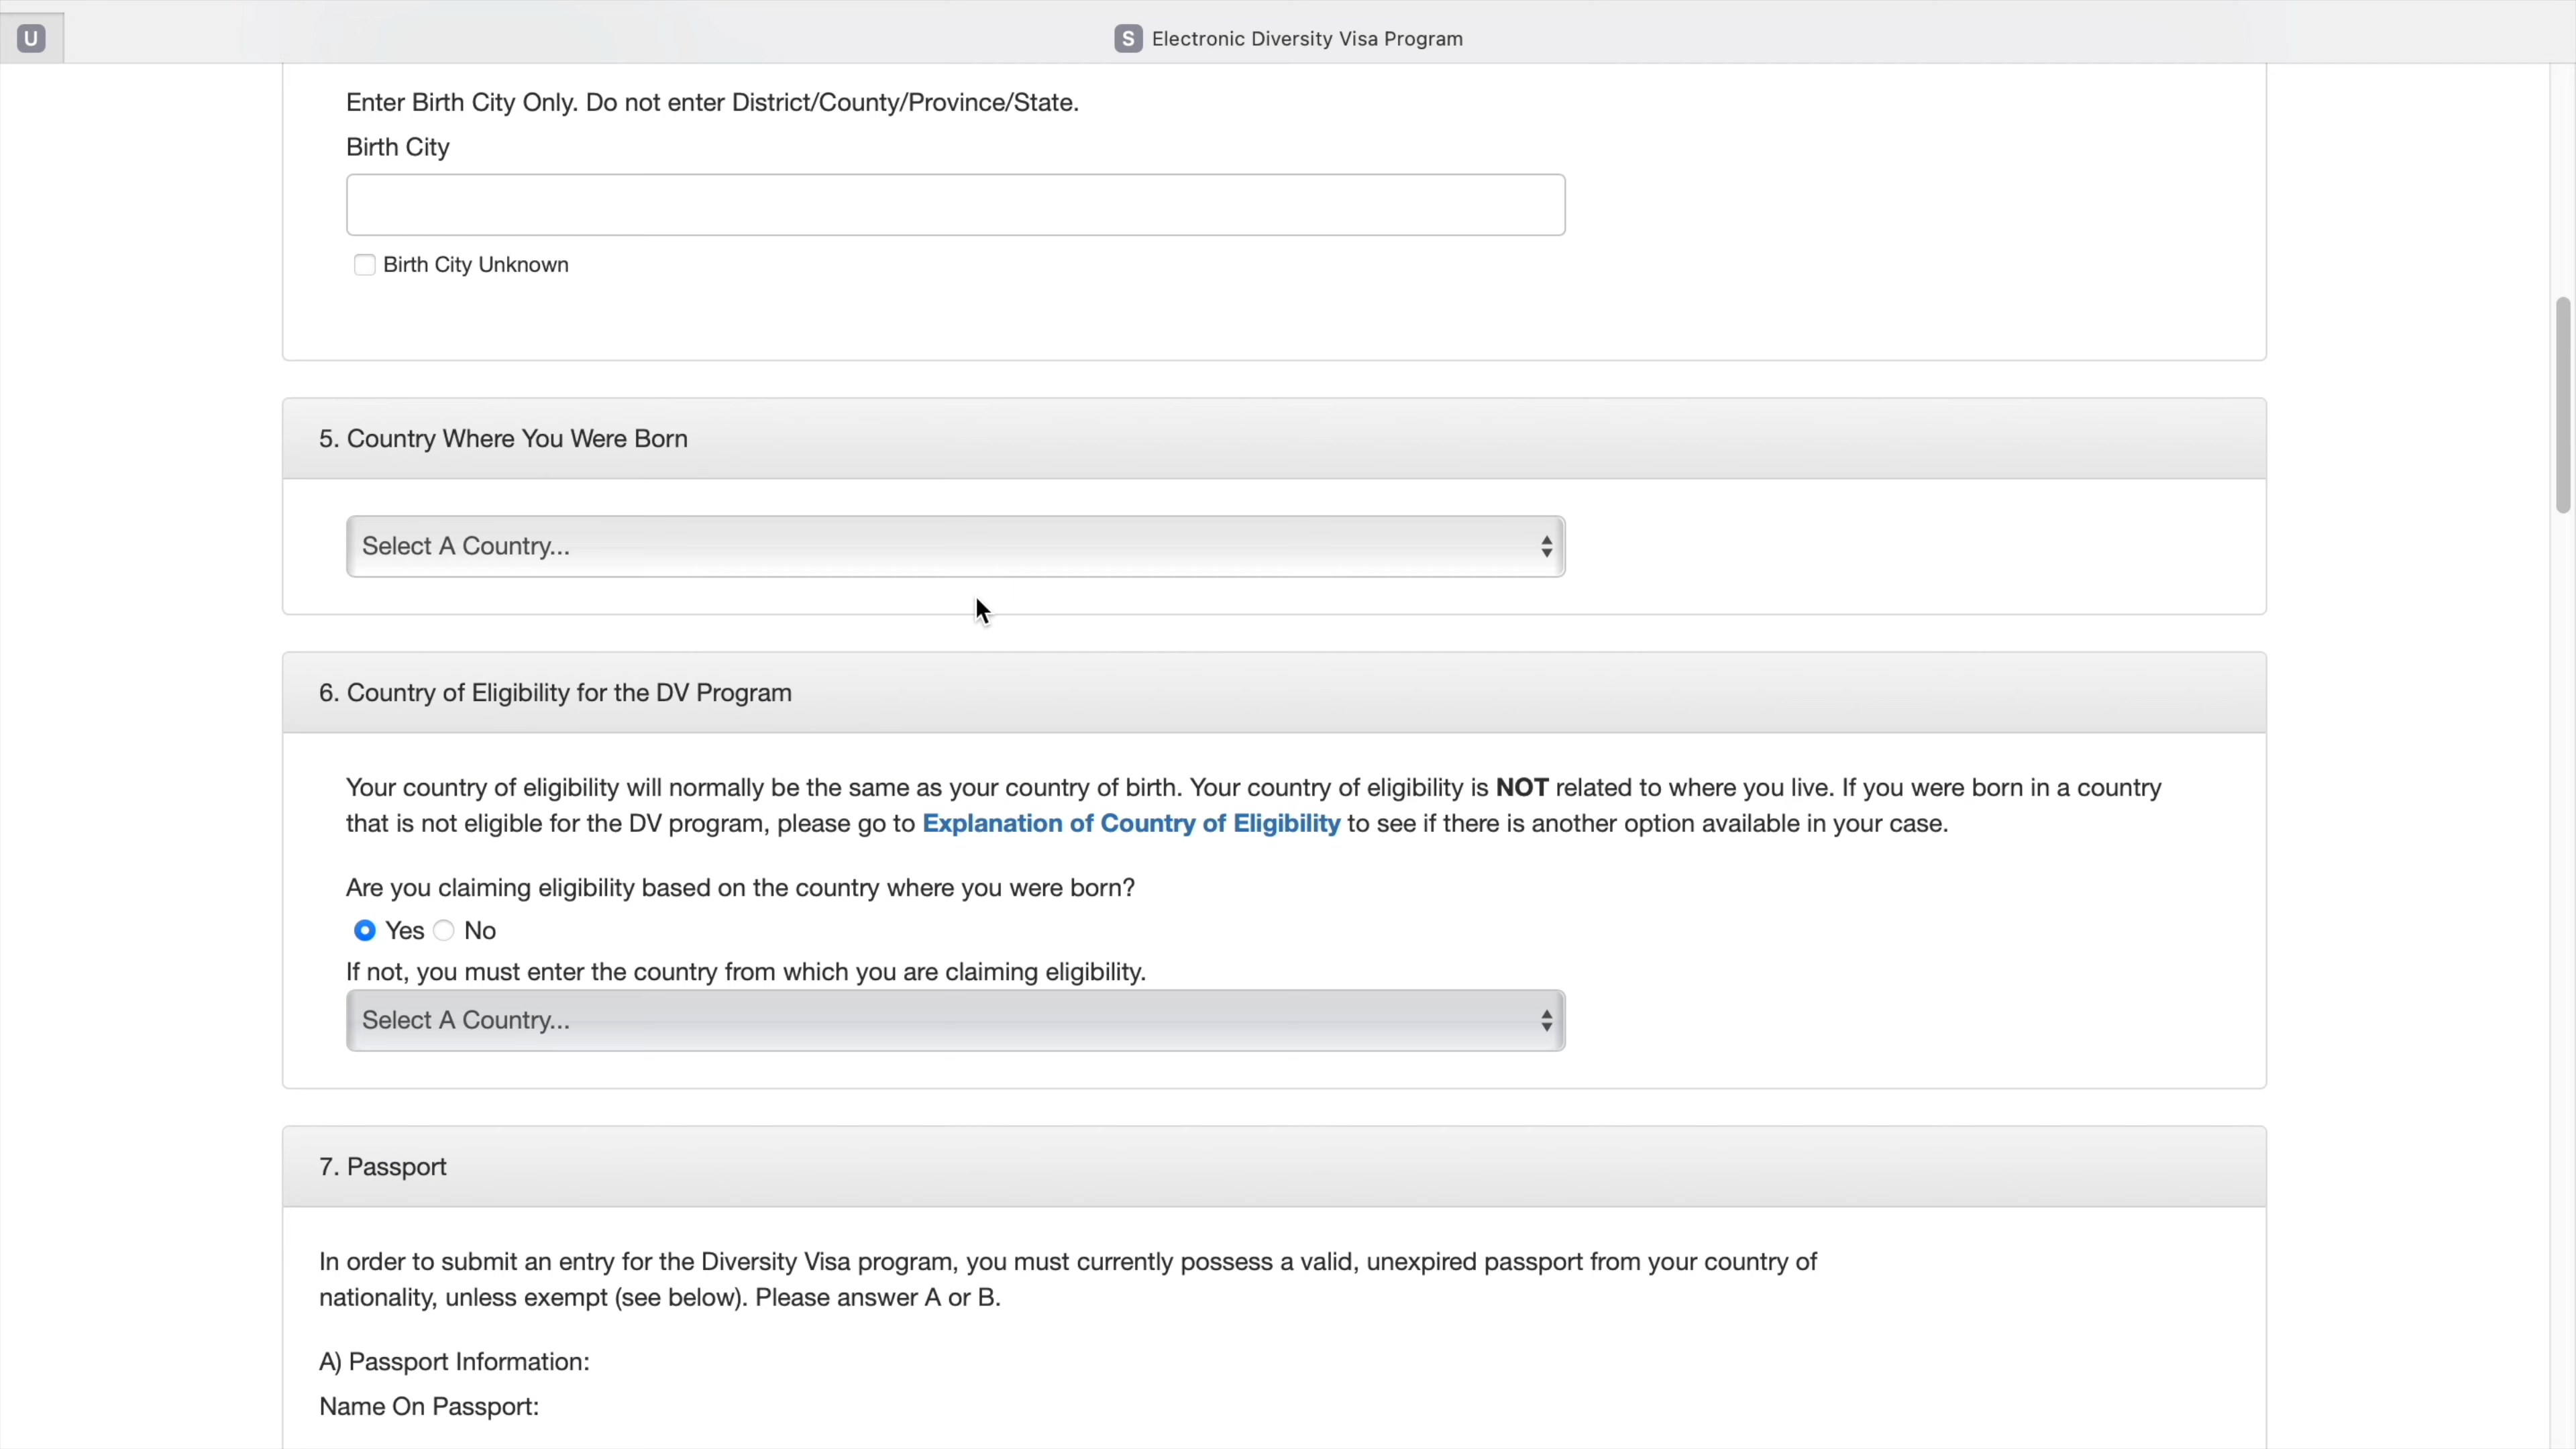 U
S Electronic Diversity Visa Program
Enter Birth City Only. Do not enter District/County/Province/State.
Birth City
Birth City Unknown
5. Country Where You Were Born
Select A Country...
6. Country of Eligibility for the DV Program
Your country of eligibility will normally be the same as your country of birth. Your country of eligibility is NOT related to where you live. If you were born in a country
that is not eligible for the DV program, please go to Explanation of Country of Eligibility to see if there is another option available in your case.
Are you claiming eligibility based on the country where you were born?
Yes No
If not, you must enter the country from which you are claiming eligibility.
Select A Country...
7. Passport
In order to submit an entry for the Diversity Visa program, you must currently possess a valid, unexpired passport from your country of
nationality, unless exempt (see below). Please answer A or B.
A) Passport Information:
Name On Passport: